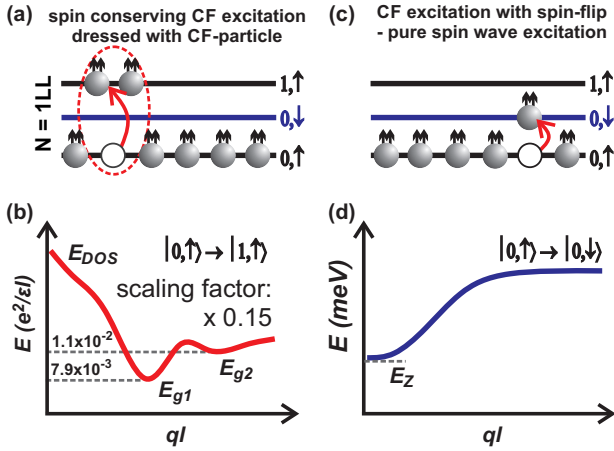 (a) spin conserving CF excitation
dressed with CF-particle
N = 1LL
1,↑
0,↓
0,↑
(c) CF excitation with spin-flip
- pure spin wave excitation
1,↑
0,↓
0,↑
(b)
E (e²/εl)
E_DOS
|0,↑⟩ → |1,↑⟩
scaling factor:
x 0.15
1.1x10⁻²
7.9x10⁻³
E_g1
E_g2
ql
(d)
E (meV)
|0,↑⟩ → |0,↓⟩
E_Z
ql